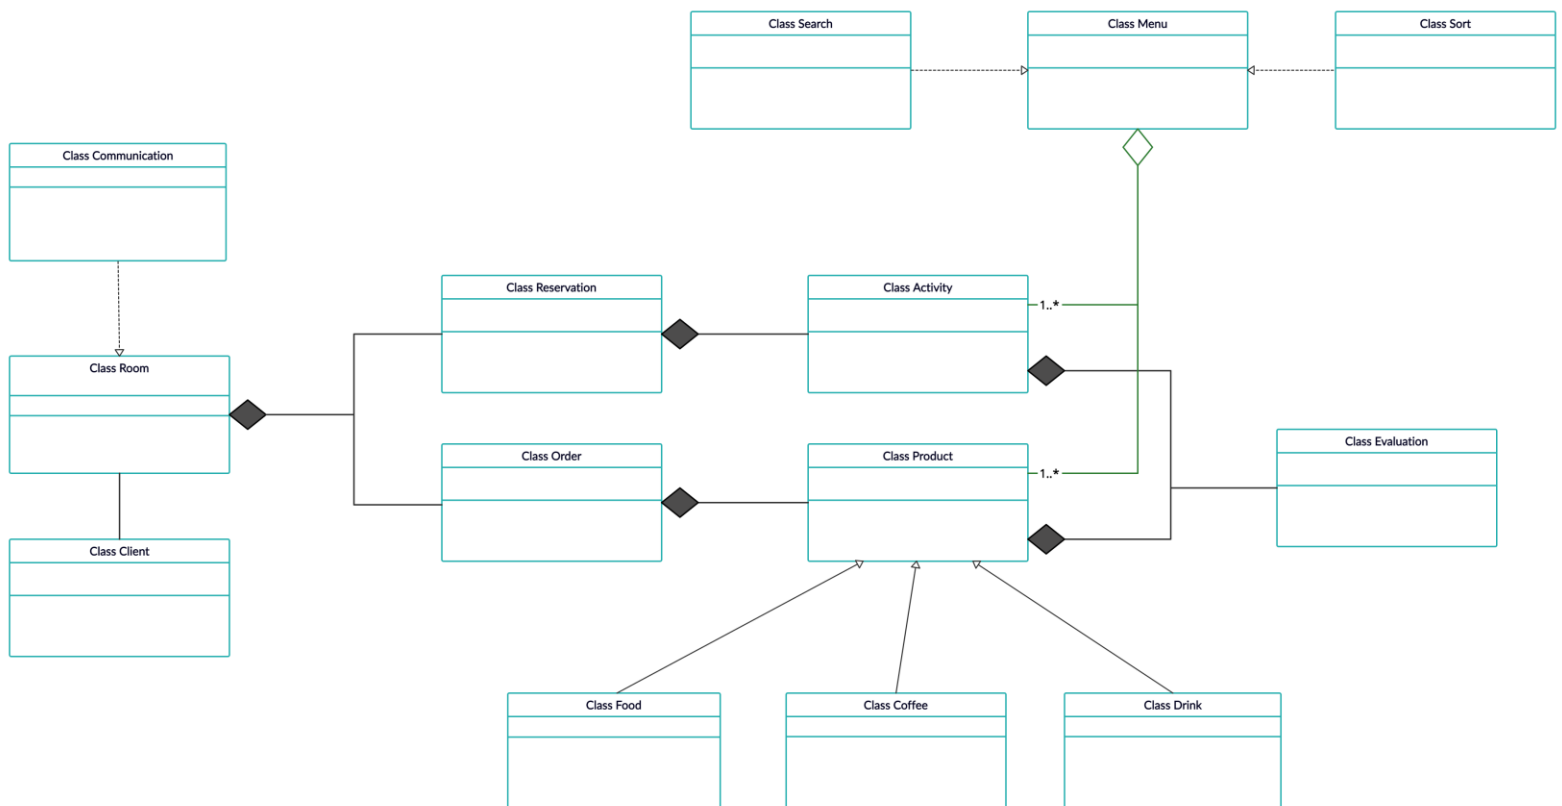 Class Search
Class Menu
Class Sort
Class Communication
Class Reservation
Class Activity
1..*
Class Room
Class Order
Class Product
1..*
Class Evaluation
Class Client
Class Food
Class Coffee
Class Drink